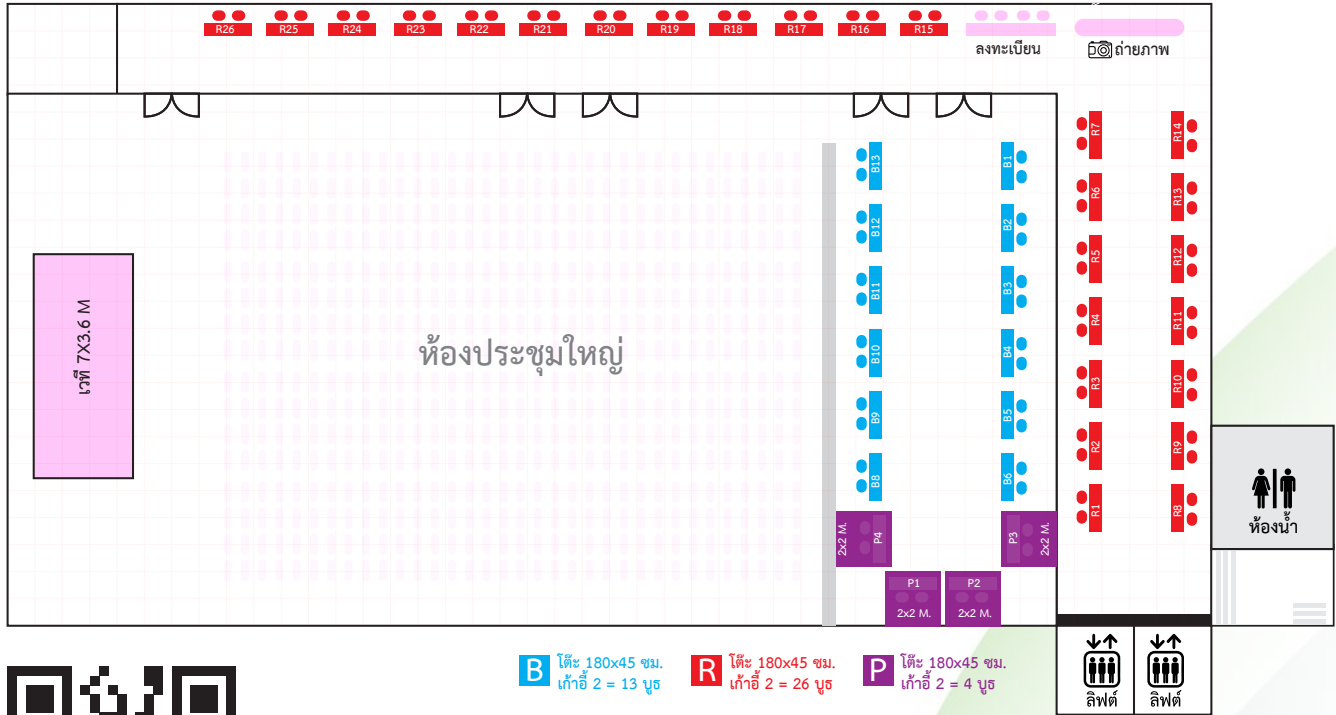 R26 R25 R24 R23 R22 R21 R20 R19 R18 R17 R16 R15
ลงทะเบียน
ถ่ายภาพ
R7 R14
R6 R13
R5 R12
R4 R11
R3 R10
R2 R9
R1 R8
B13 B1
B12 B2
B11 B3
B10 B4
B9 B5
B8 B6
เวที 7X3.6 M
ห้องประชุมใหญ่
2x2 M. P4
P3 2x2 M.
P1 P2
2x2 M. 2x2 M.
ห้องน้ำ
ลิฟต์ ลิฟต์
B โต๊ะ 180x45 ซม.
เก้าอี้ 2 = 13 บูธ
R โต๊ะ 180x45 ซม.
เก้าอี้ 2 = 26 บูธ
P โต๊ะ 180x45 ซม.
เก้าอี้ 2 = 4 บูธ